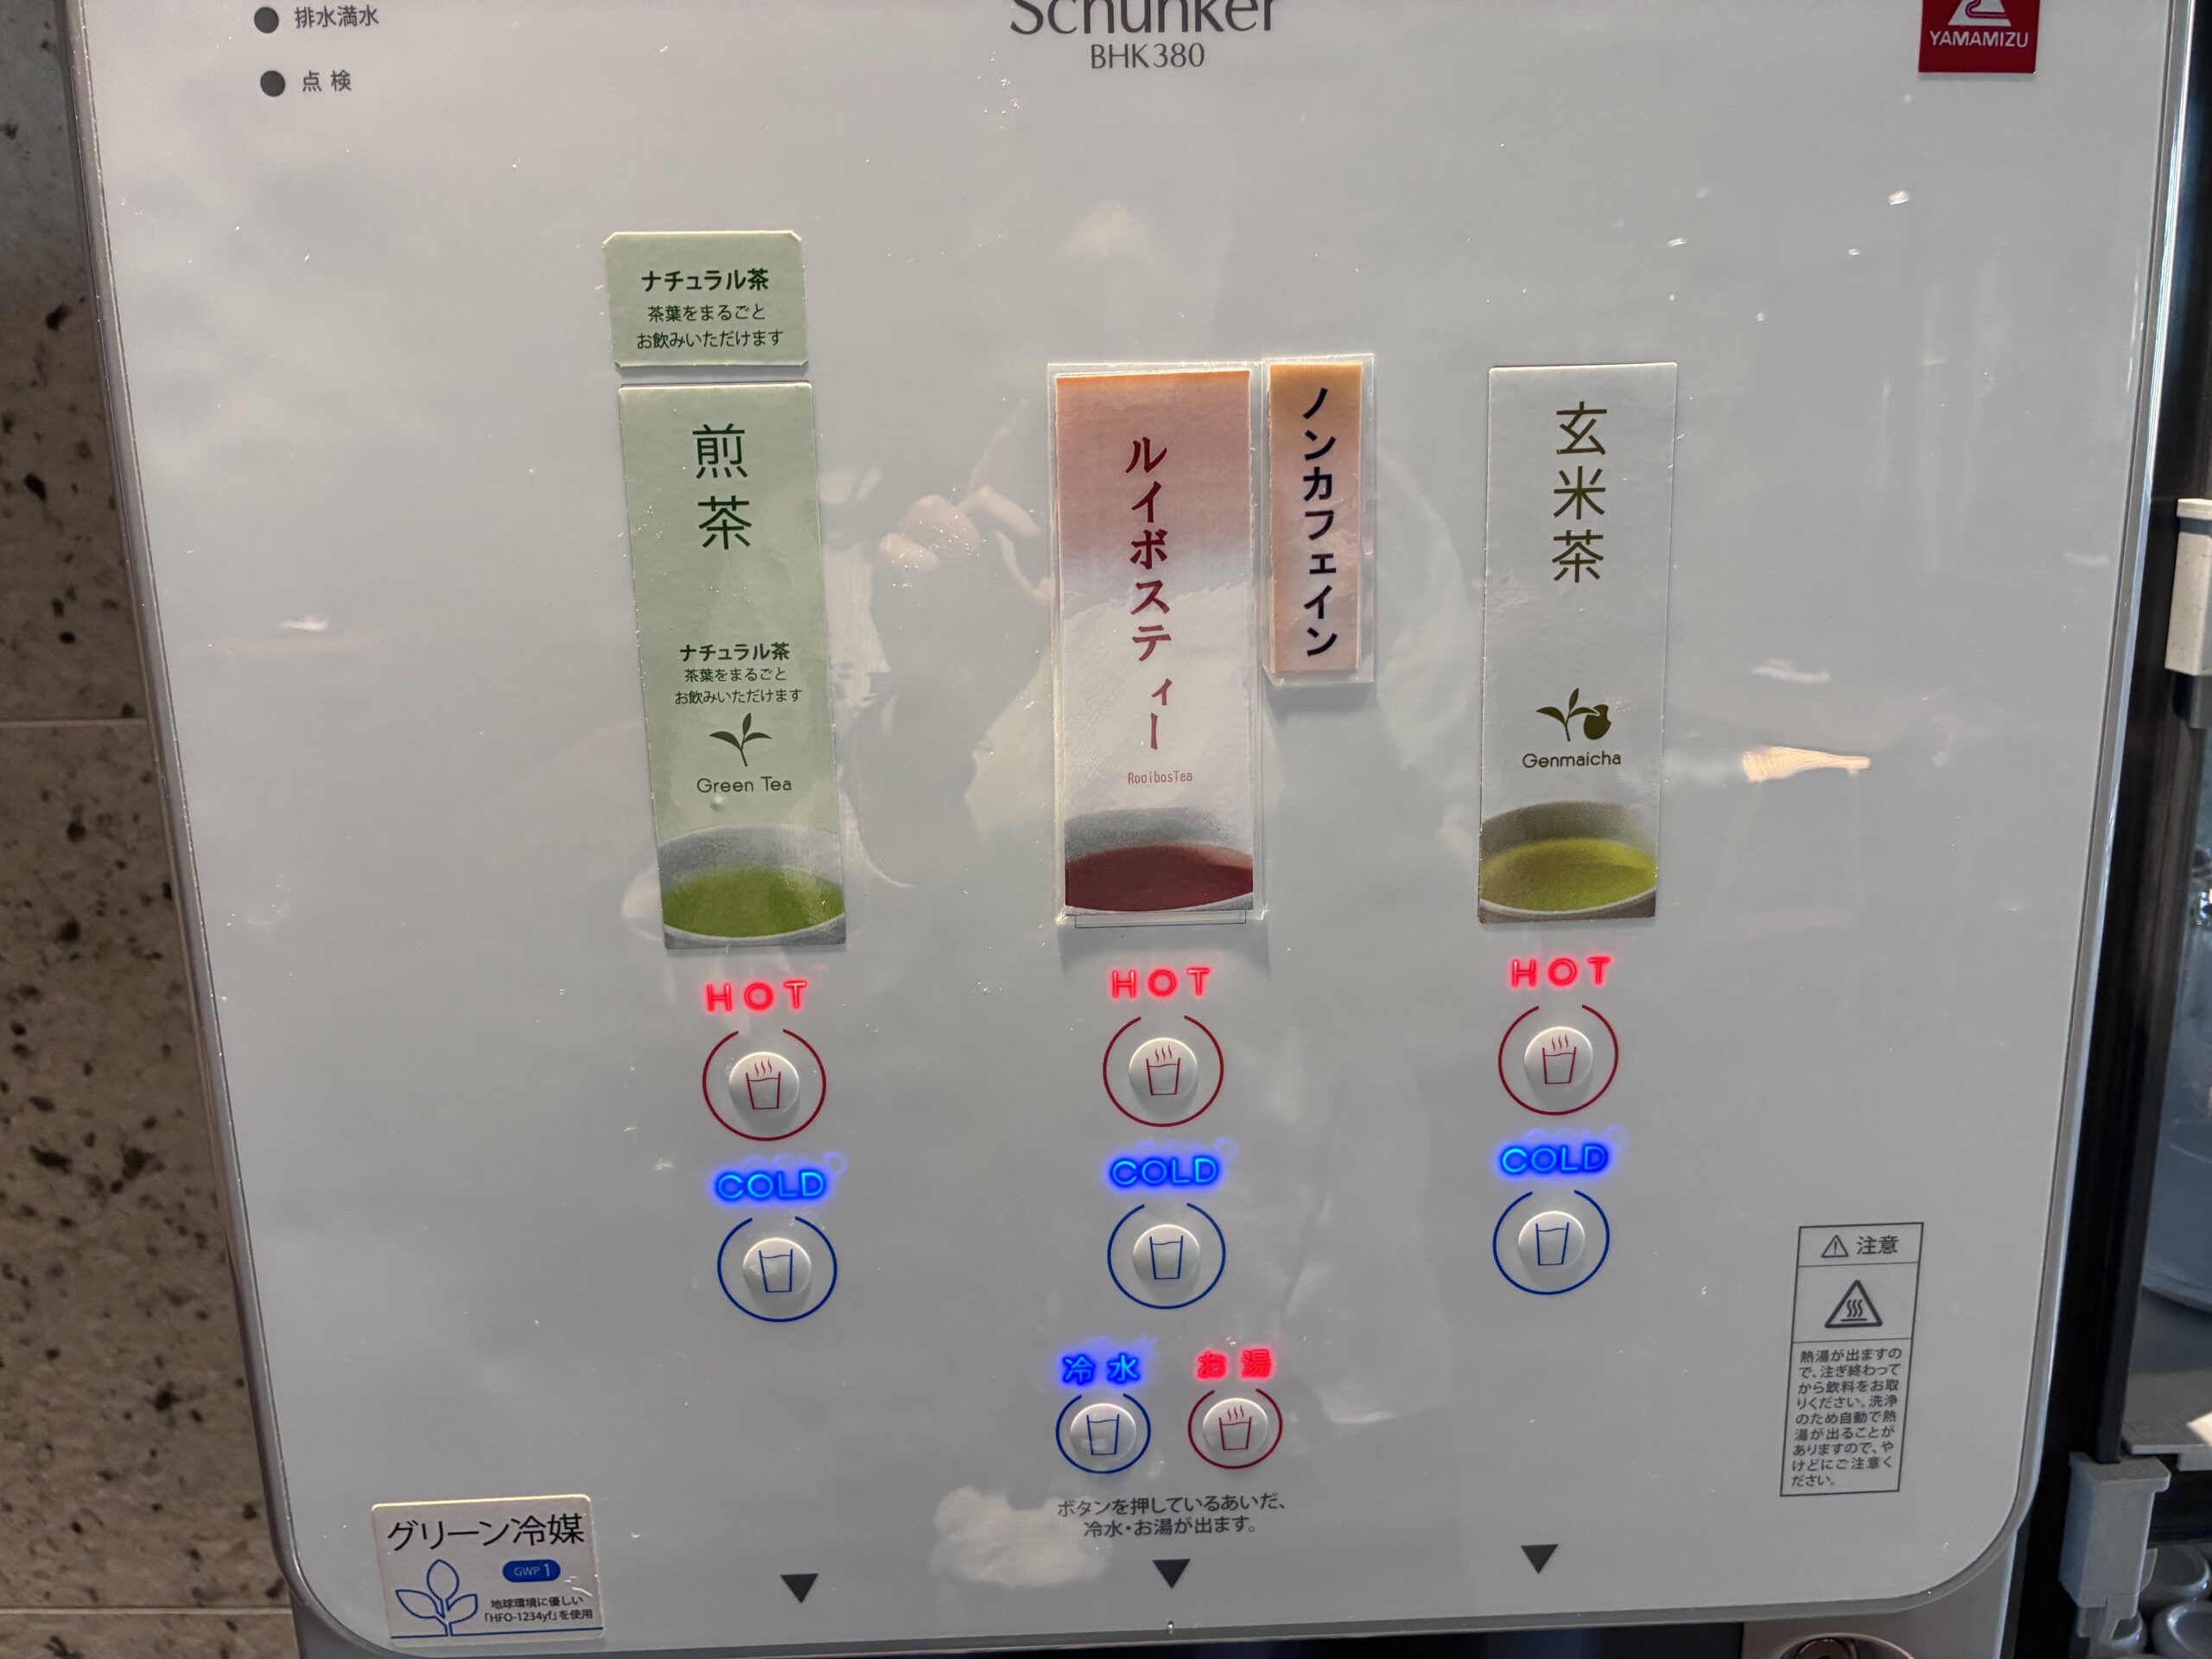 排水満水
点検
Schunker
BHK380
YAMAMIZU
ナチュラル茶
茶葉をまるごと
お飲みいただけます
煎茶
ナチュラル茶
茶葉をまるごと
お飲みいただけます
Green Tea
ルイボスティー
RooibosTea
ノンカフェイン
玄米茶
Genmaicha
HOT
HOT
HOT
COLD
COLD
COLD
冷水
お湯
ボタンを押しているあいだ、
冷水・お湯が出ます。
注意
熱湯が出ますの
で、注ぎ終わって
から飲料をお取
りください。洗浄
のため自動で熱
湯が出ることが
ありますので、や
けどにご注意く
ださい。
グリーン冷媒
GWP 1
地球環境に優しい
「HFO-1234yf」を使用